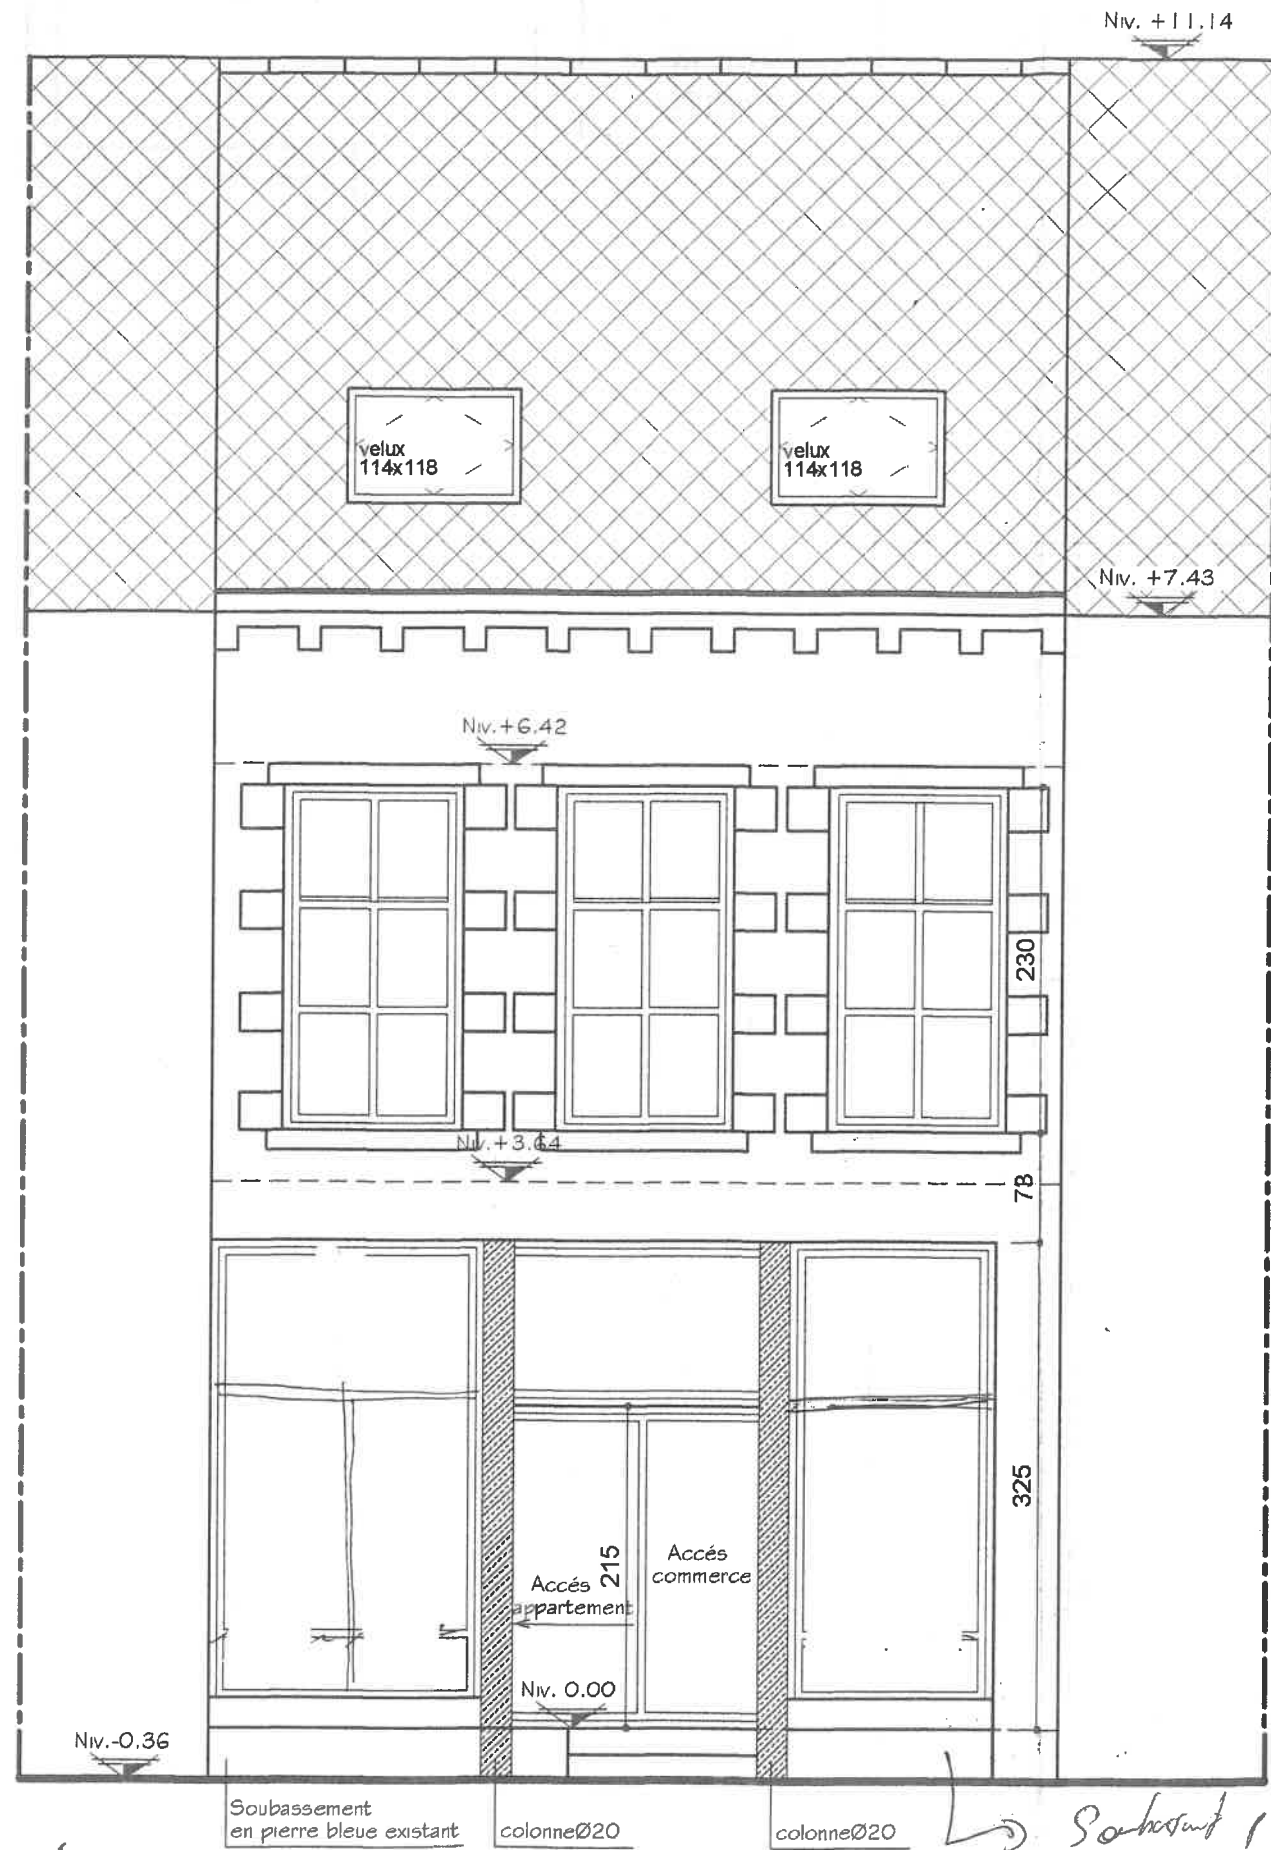 Niv. +11.14
velux
114x118
velux
114x118
Niv. +7.43
Niv.+6.42
230
Niv.+3.64
78
325
215
Accés
commerce
Accés
appartement
Niv. 0.00
Niv.-0.36
Soubassement
en pierre bleue existant
colonneØ20
colonneØ20